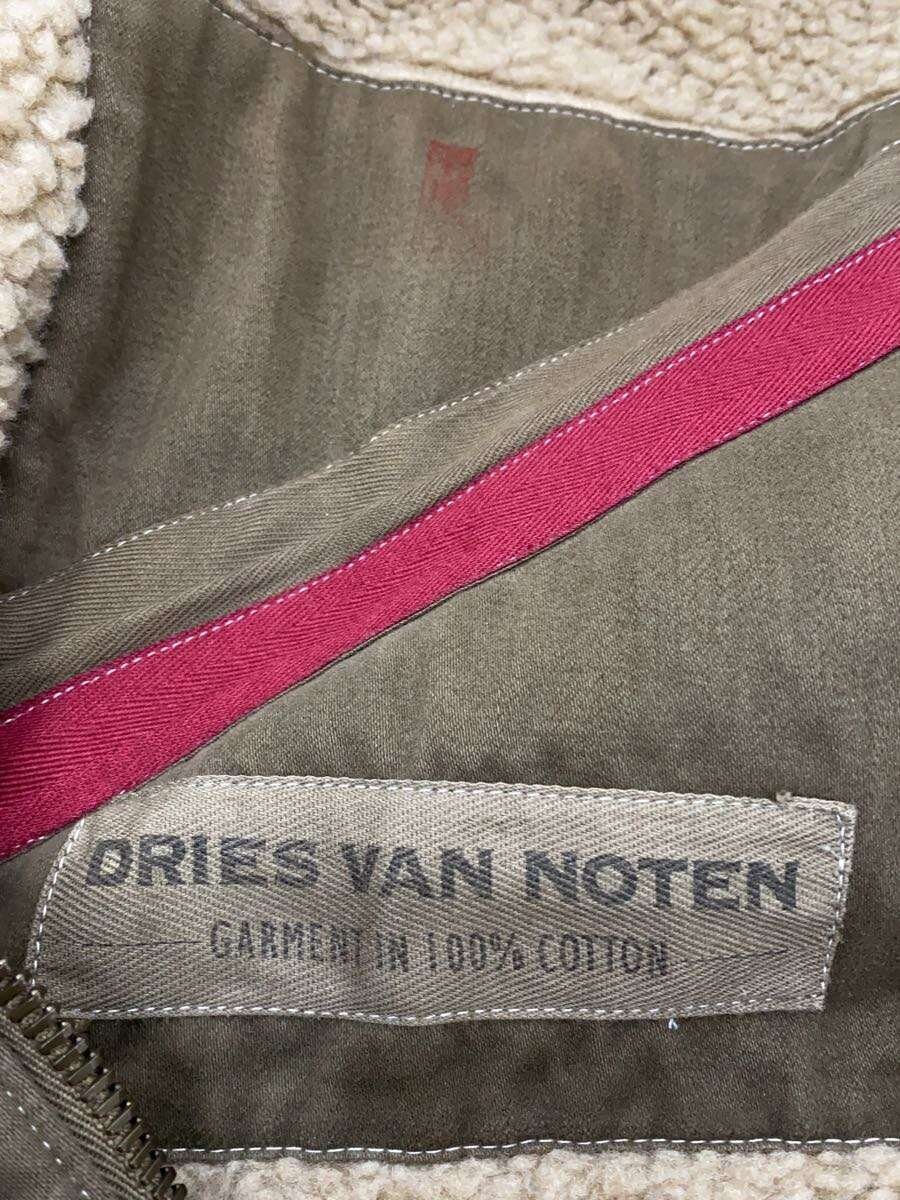 DRIES VAN NOTEN
GARMENT IN 100% COTTON